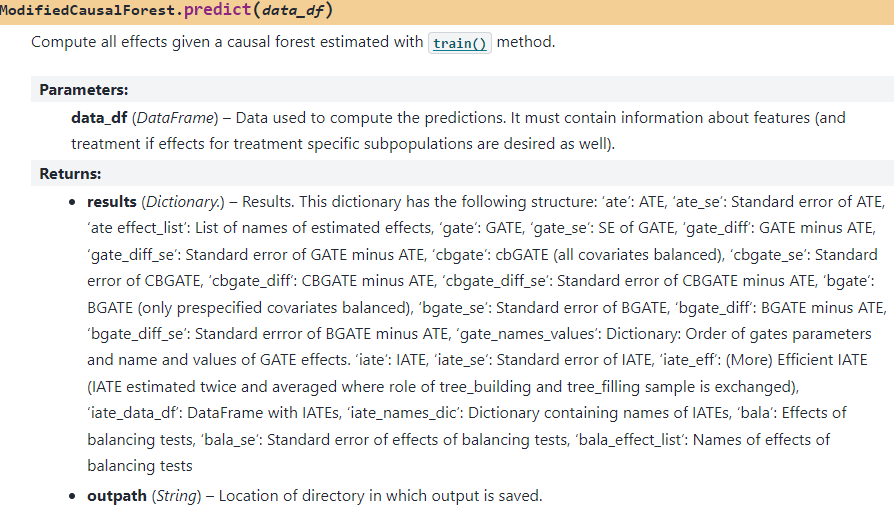 ModifiedCausalForest.predict(data_df)
Compute all effects given a causal forest estimated with train() method.
Parameters:
data_df (DataFrame) – Data used to compute the predictions. It must contain information about features (and
treatment if effects for treatment specific subpopulations are desired as well).
Returns:
• results (Dictionary.) – Results. This dictionary has the following structure: ‘ate’: ATE, ‘ate_se’: Standard error of ATE,
‘ate effect_list’: List of names of estimated effects, ‘gate’: GATE, ‘gate_se’: SE of GATE, ‘gate_diff’: GATE minus ATE,
‘gate_diff_se’: Standard error of GATE minus ATE, ‘cbgate’: cbGATE (all covariates balanced), ‘cbgate_se’: Standard
error of CBGATE, ‘cbgate_diff’: CBGATE minus ATE, ‘cbgate_diff_se’: Standard error of CBGATE minus ATE, ‘bgate’:
BGATE (only prespecified covariates balanced), ‘bgate_se’: Standard error of BGATE, ‘bgate_diff’: BGATE minus ATE,
‘bgate_diff_se’: Standard errror of BGATE minus ATE, ‘gate_names_values’: Dictionary: Order of gates parameters
and name and values of GATE effects. ‘iate’: IATE, ‘iate_se’: Standard error of IATE, ‘iate_eff’: (More) Efficient IATE
(IATE estimated twice and averaged where role of tree_building and tree_filling sample is exchanged),
‘iate_data_df’: DataFrame with IATEs, ‘iate_names_dic’: Dictionary containing names of IATEs, ‘bala’: Effects of
balancing tests, ‘bala_se’: Standard error of effects of balancing tests, ‘bala_effect_list’: Names of effects of
balancing tests
• outpath (String) – Location of directory in which output is saved.